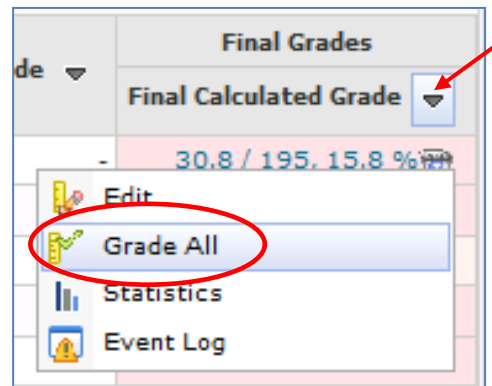 Final Grades
de
Final Calculated Grade
- 30.8 / 195, 15.8 %
Edit
Grade All
Statistics
Event Log